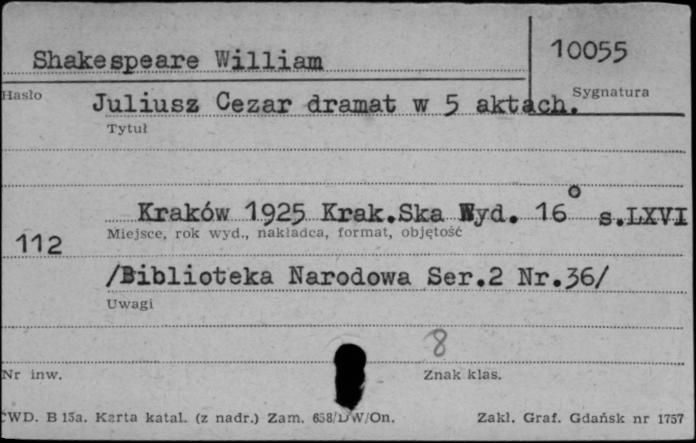 Shakespeare William
10055
Hasło
Sygnatura
Juliusz Cezar dramat w 5 aktach.
Tytuł
Kraków 1925 Krak.Ska Wyd. 16° s.LXVI
Miejsce, rok wyd., nakładca, format, objętość
112
/Biblioteka Narodowa Ser.2 Nr.36/
Uwagi
8
Nr inw.
Znak klas.
CWD. B 15a. Karta katal. (z nadr.) Zam. 658/DW/On.
Zakł. Graf. Gdańsk nr 1757